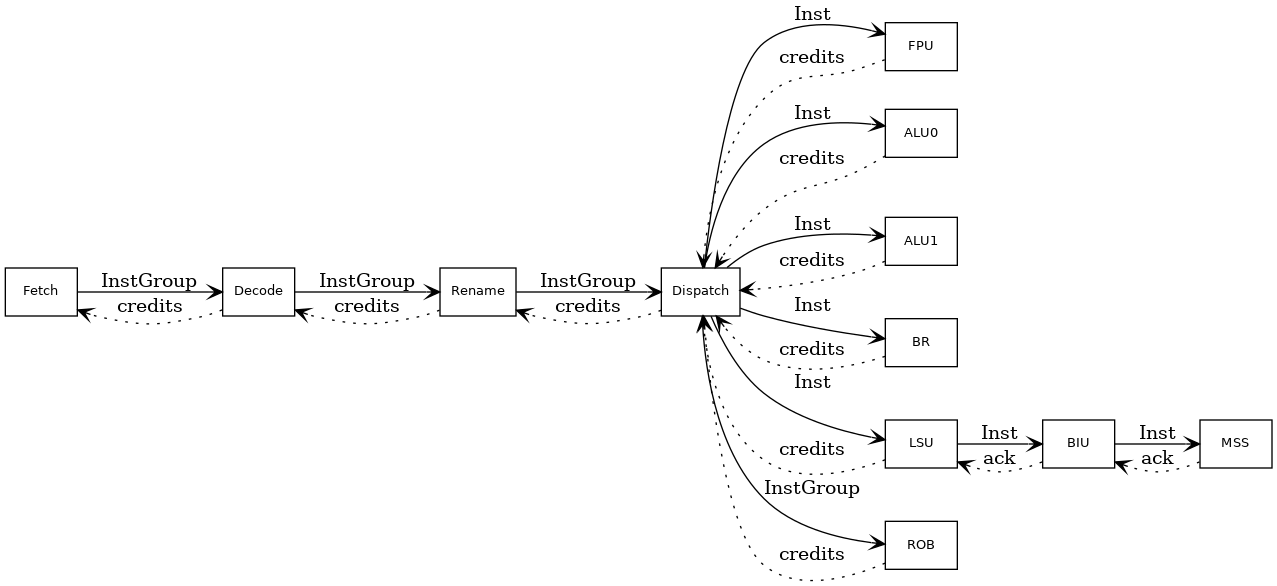 Inst
FPU
credits
Inst
ALU0
credits
Inst
ALU1
credits
Fetch
InstGroup
credits
Decode
InstGroup
credits
Rename
InstGroup
credits
Dispatch
Inst
BR
credits
Inst
LSU
credits
Inst
ack
BIU
Inst
ack
MSS
InstGroup
ROB
credits